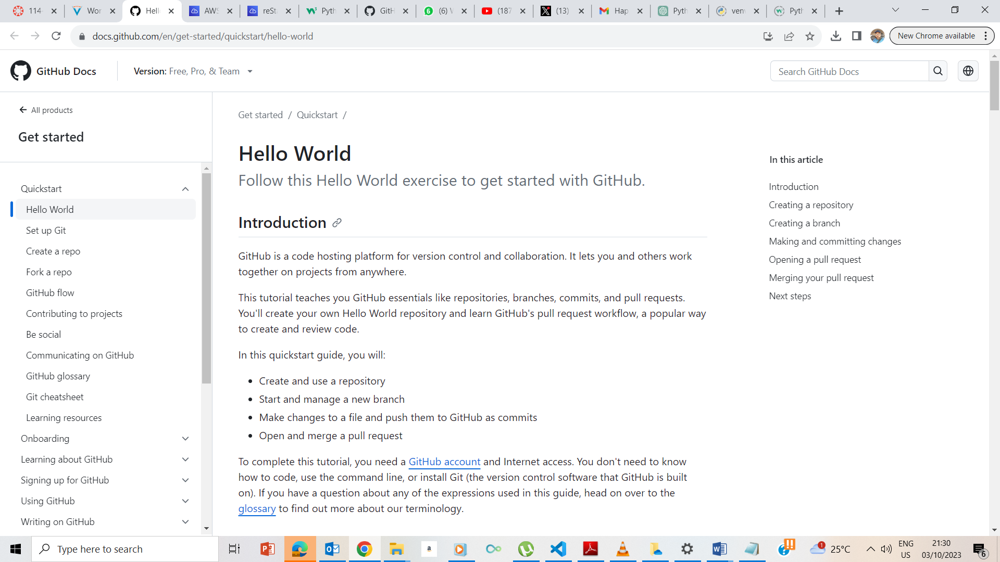 114-
Wor
Hell
AWS
reSt
Pyth
GitH
(6) W
(187
(13)
Hap
Pyth
venv
Pyth
docs.github.com/en/get-started/quickstart/hello-world
New Chrome available
GitHub Docs
Version: Free, Pro, & Team
Search GitHub Docs
All products
Get started
Quickstart
Hello World
Set up Git
Create a repo
Fork a repo
GitHub flow
Contributing to projects
Be social
Communicating on GitHub
GitHub glossary
Git cheatsheet
Learning resources
Onboarding
Learning about GitHub
Signing up for GitHub
Using GitHub
Writing on GitHub
Get started / Quickstart /
Hello World
Follow this Hello World exercise to get started with GitHub.
Introduction
GitHub is a code hosting platform for version control and collaboration. It lets you and others work
together on projects from anywhere.
This tutorial teaches you GitHub essentials like repositories, branches, commits, and pull requests.
You'll create your own Hello World repository and learn GitHub's pull request workflow, a popular way
to create and review code.
In this quickstart guide, you will:
• Create and use a repository
• Start and manage a new branch
• Make changes to a file and push them to GitHub as commits
• Open and merge a pull request
To complete this tutorial, you need a GitHub account and Internet access. You don't need to know
how to code, use the command line, or install Git (the version control software that GitHub is built
on). If you have a question about any of the expressions used in this guide, head on over to the
glossary to find out more about our terminology.
In this article
Introduction
Creating a repository
Creating a branch
Making and committing changes
Opening a pull request
Merging your pull request
Next steps
Type here to search
a
1
25°C
ENG
US
21:30
03/10/2023
6